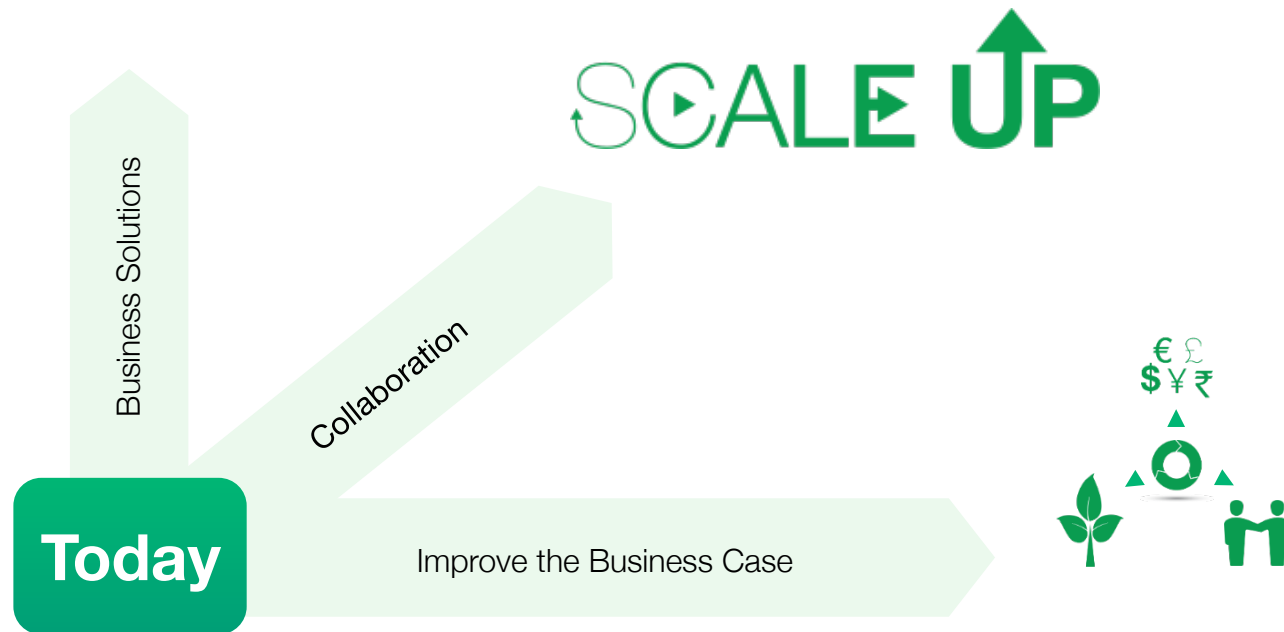 SCALE UP
Business Solutions
Collaboration
€ £
$ ¥ ₹
Today
Improve the Business Case